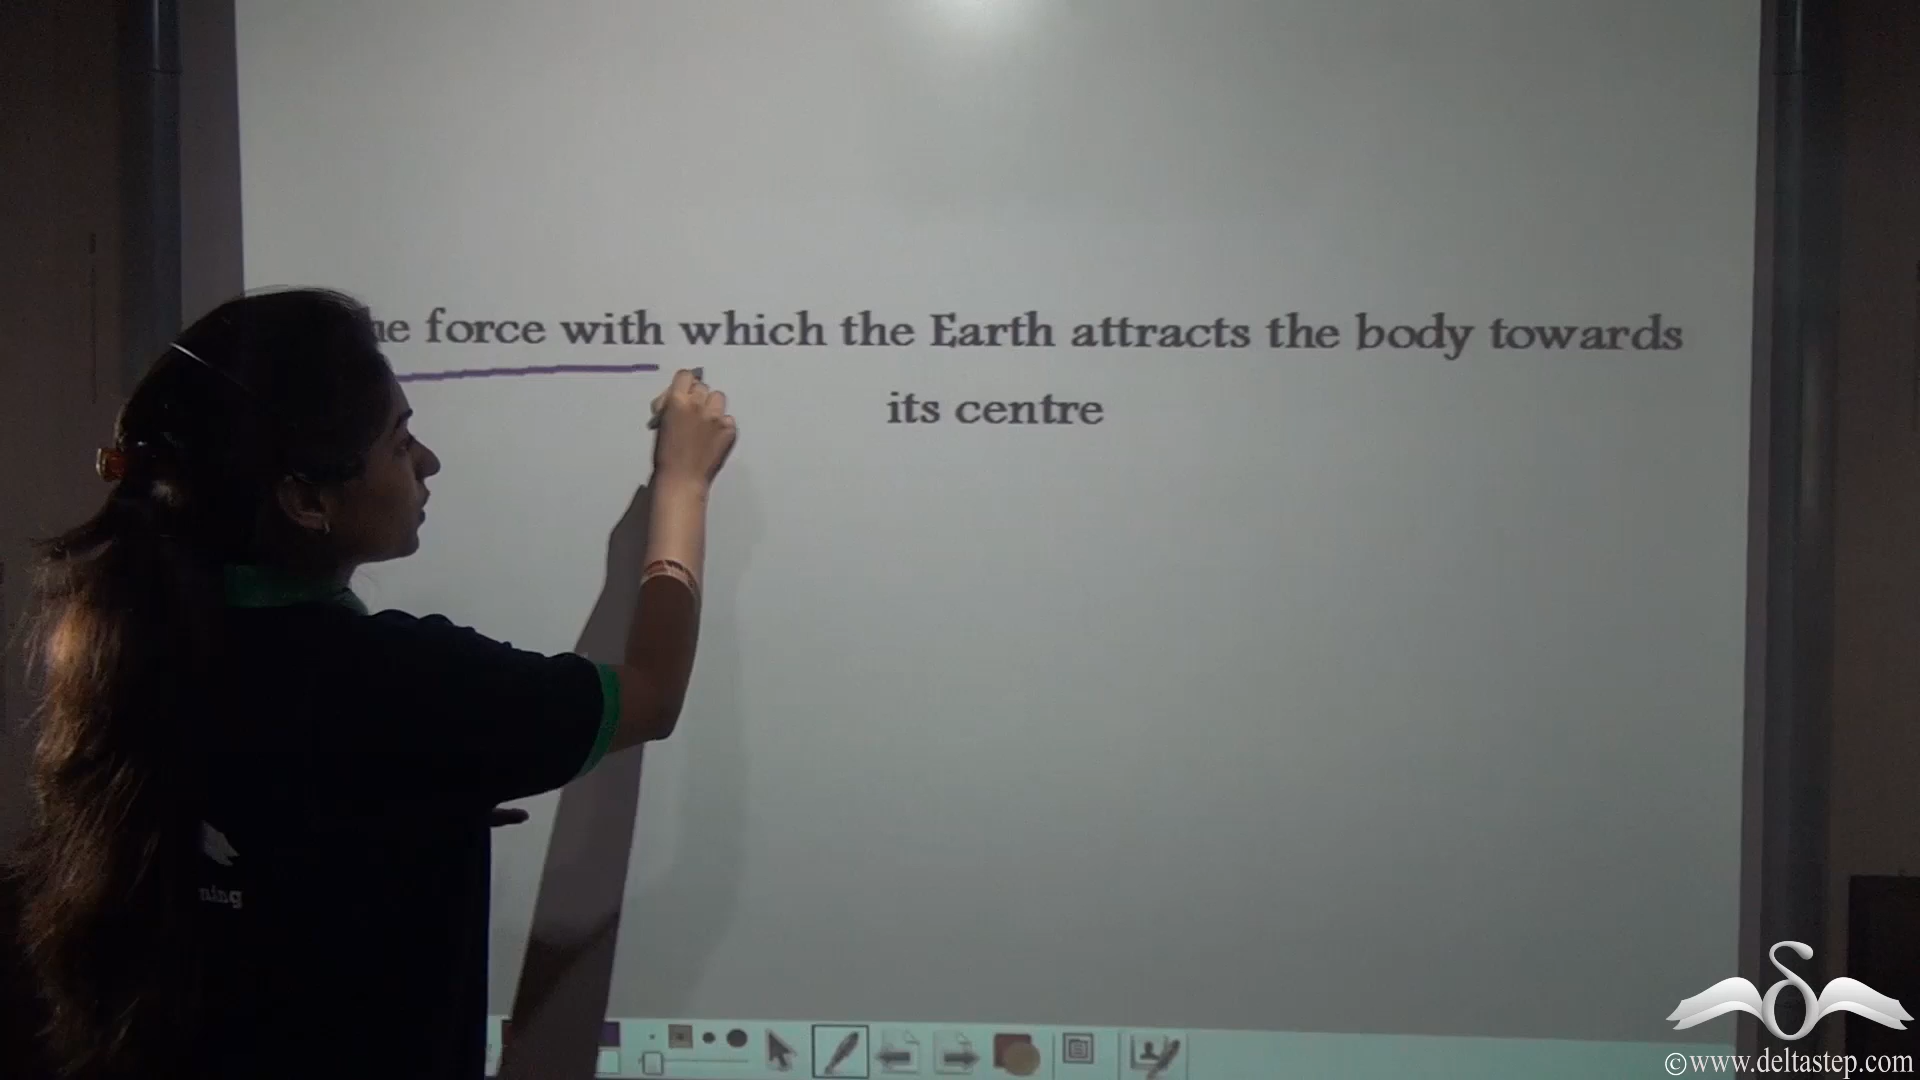 force with which the Earth attracts the body towards
its centre
ning
©www.deltastep.com